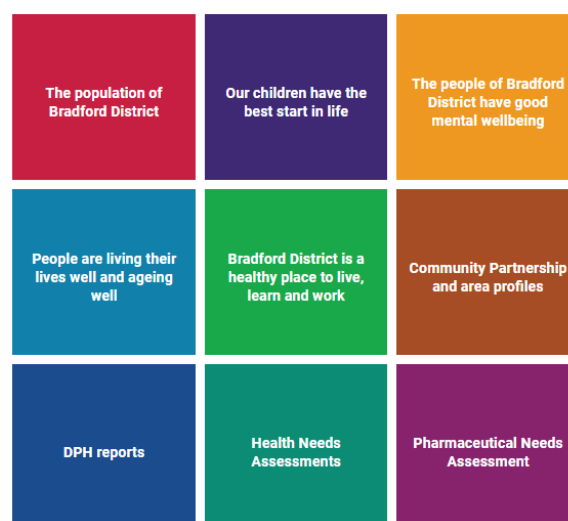 The population of
Bradford District
Our children have the
best start in life
The people of Bradford
District have good
mental wellbeing
People are living their
lives well and ageing
well
Bradford District is a
healthy place to live,
learn and work
Community Partnership
and area profiles
DPH reports
Health Needs
Assessments
Pharmaceutical Needs
Assessment